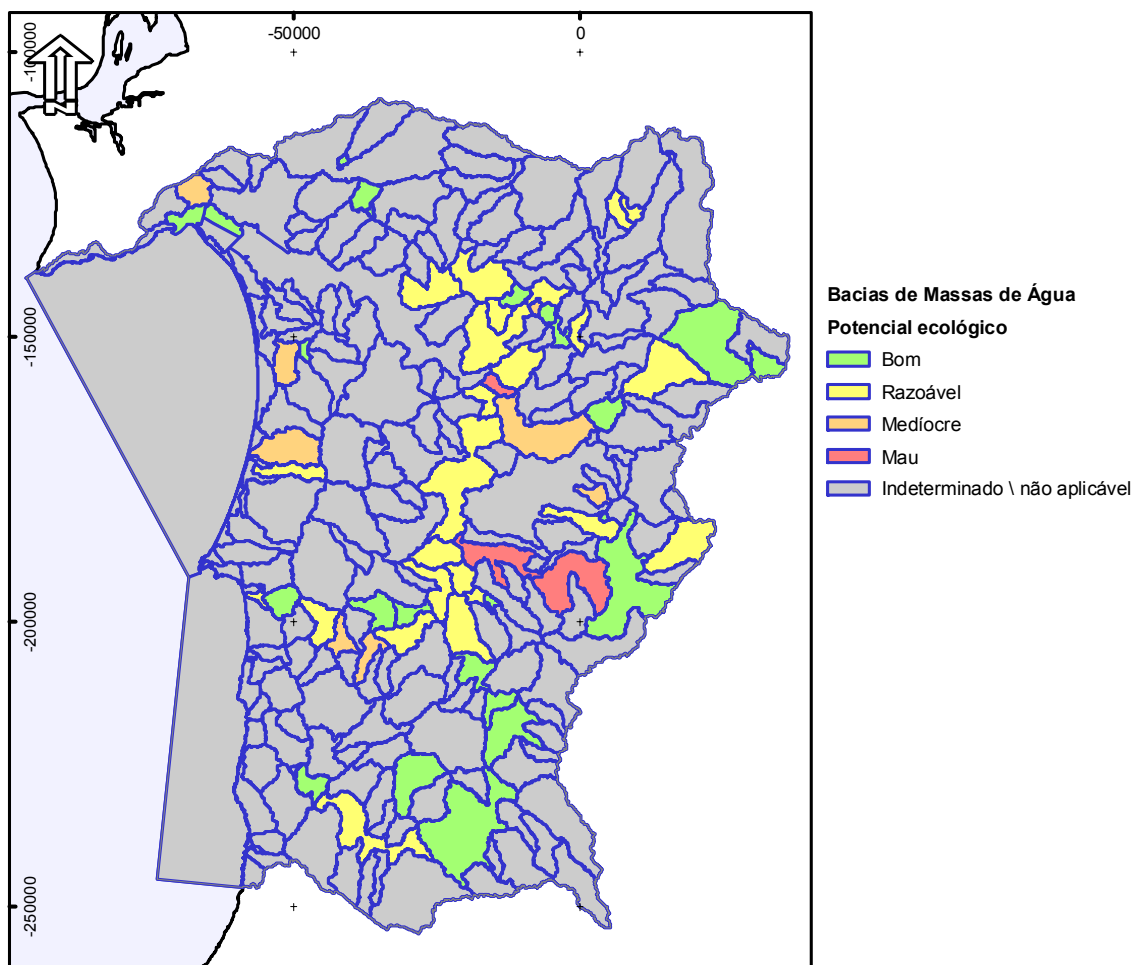 -50000
0
-100000
-150000
-200000
-250000
N
Bacias de Massas de Água
Potencial ecológico
Bom
Razoável
Medíocre
Mau
Indeterminado \ não aplicável